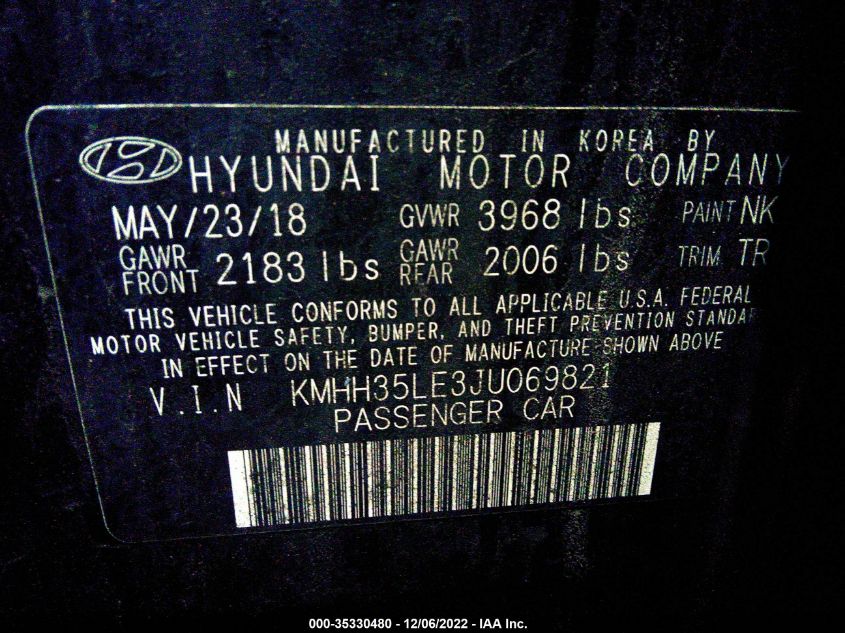 MANUFACTURED IN KOREA BY
HYUNDAI MOTOR COMPANY
MAY/23/18 GVWR 3968 lbs PAINT NK
GAWR FRONT 2183 lbs GAWR REAR 2006 lbs TRIM TR
THIS VEHICLE CONFORMS TO ALL APPLICABLE U.S.A. FEDERAL
MOTOR VEHICLE SAFETY, BUMPER, AND THEFT PREVENTION
IN EFFECT ON THE DATE OF MANUFACTURE SHOWN ABOVE
V.I.N KMHH35LE3JU069821
PASSENGER CAR
000-35330480 - 12/06/2022 - IAA Inc.